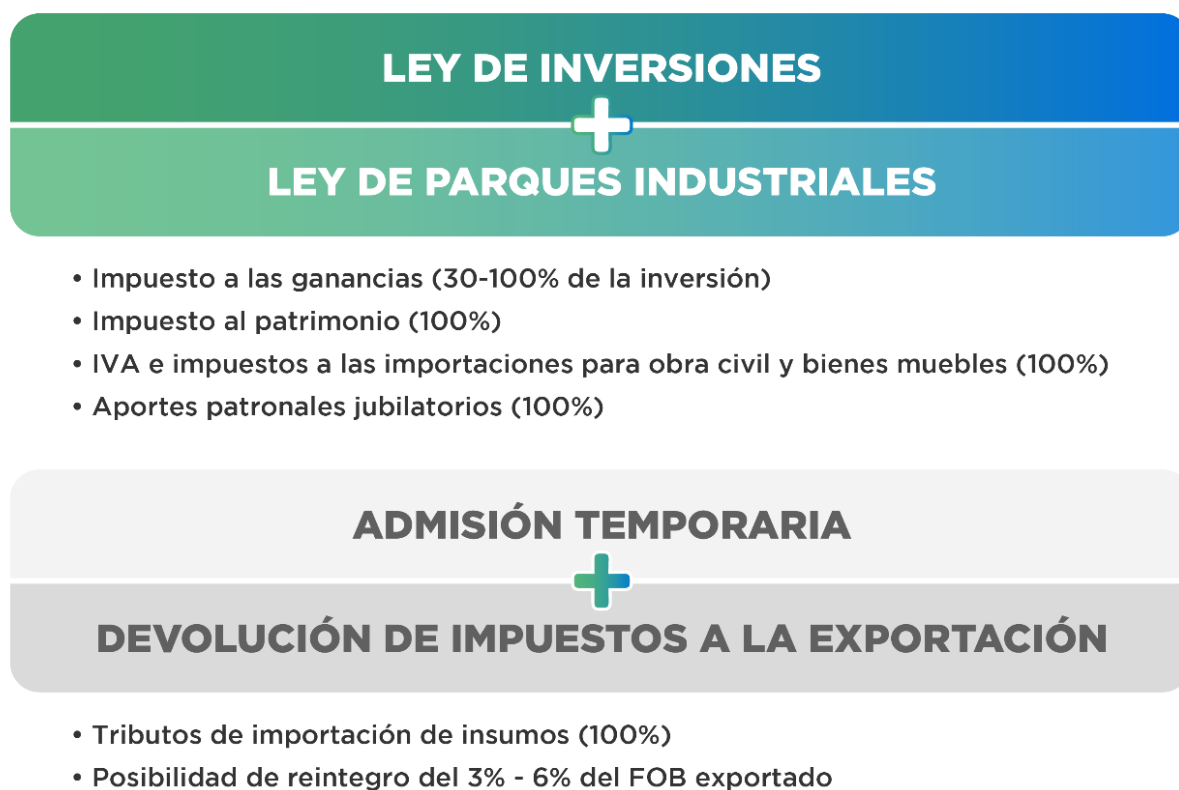 LEY DE INVERSIONES
LEY DE PARQUES INDUSTRIALES
• Impuesto a las ganancias (30-100% de la inversión)
• Impuesto al patrimonio (100%)
• IVA e impuestos a las importaciones para obra civil y bienes muebles (100%)
• Aportes patronales jubilatorios (100%)
ADMISIÓN TEMPORARIA
DEVOLUCIÓN DE IMPUESTOS A LA EXPORTACIÓN
• Tributos de importación de insumos (100%)
• Posibilidad de reintegro del 3% - 6% del FOB exportado